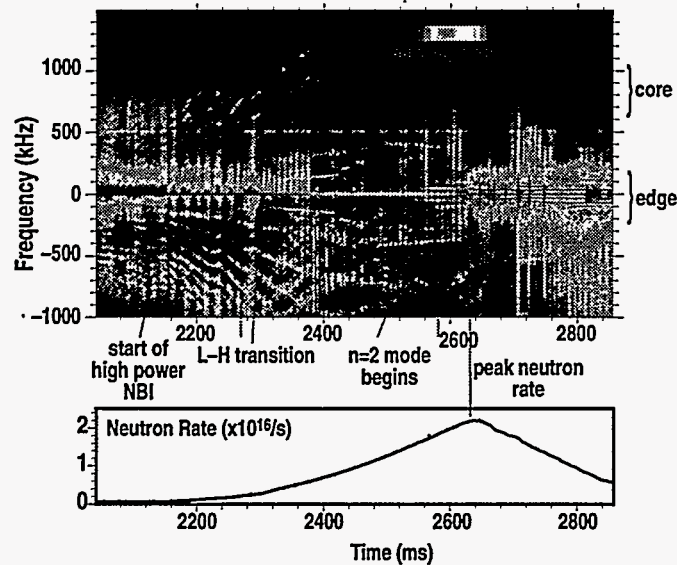 1000
500
0
−500
−1000
Frequency (kHz)
core
edge
2200
2400
2600
2800
start of
high power
NBI
L–H transition
n=2 mode
begins
peak neutron
rate
Neutron Rate (x10¹⁶/s)
2
1
0
2200
2400
2600
2800
Time (ms)